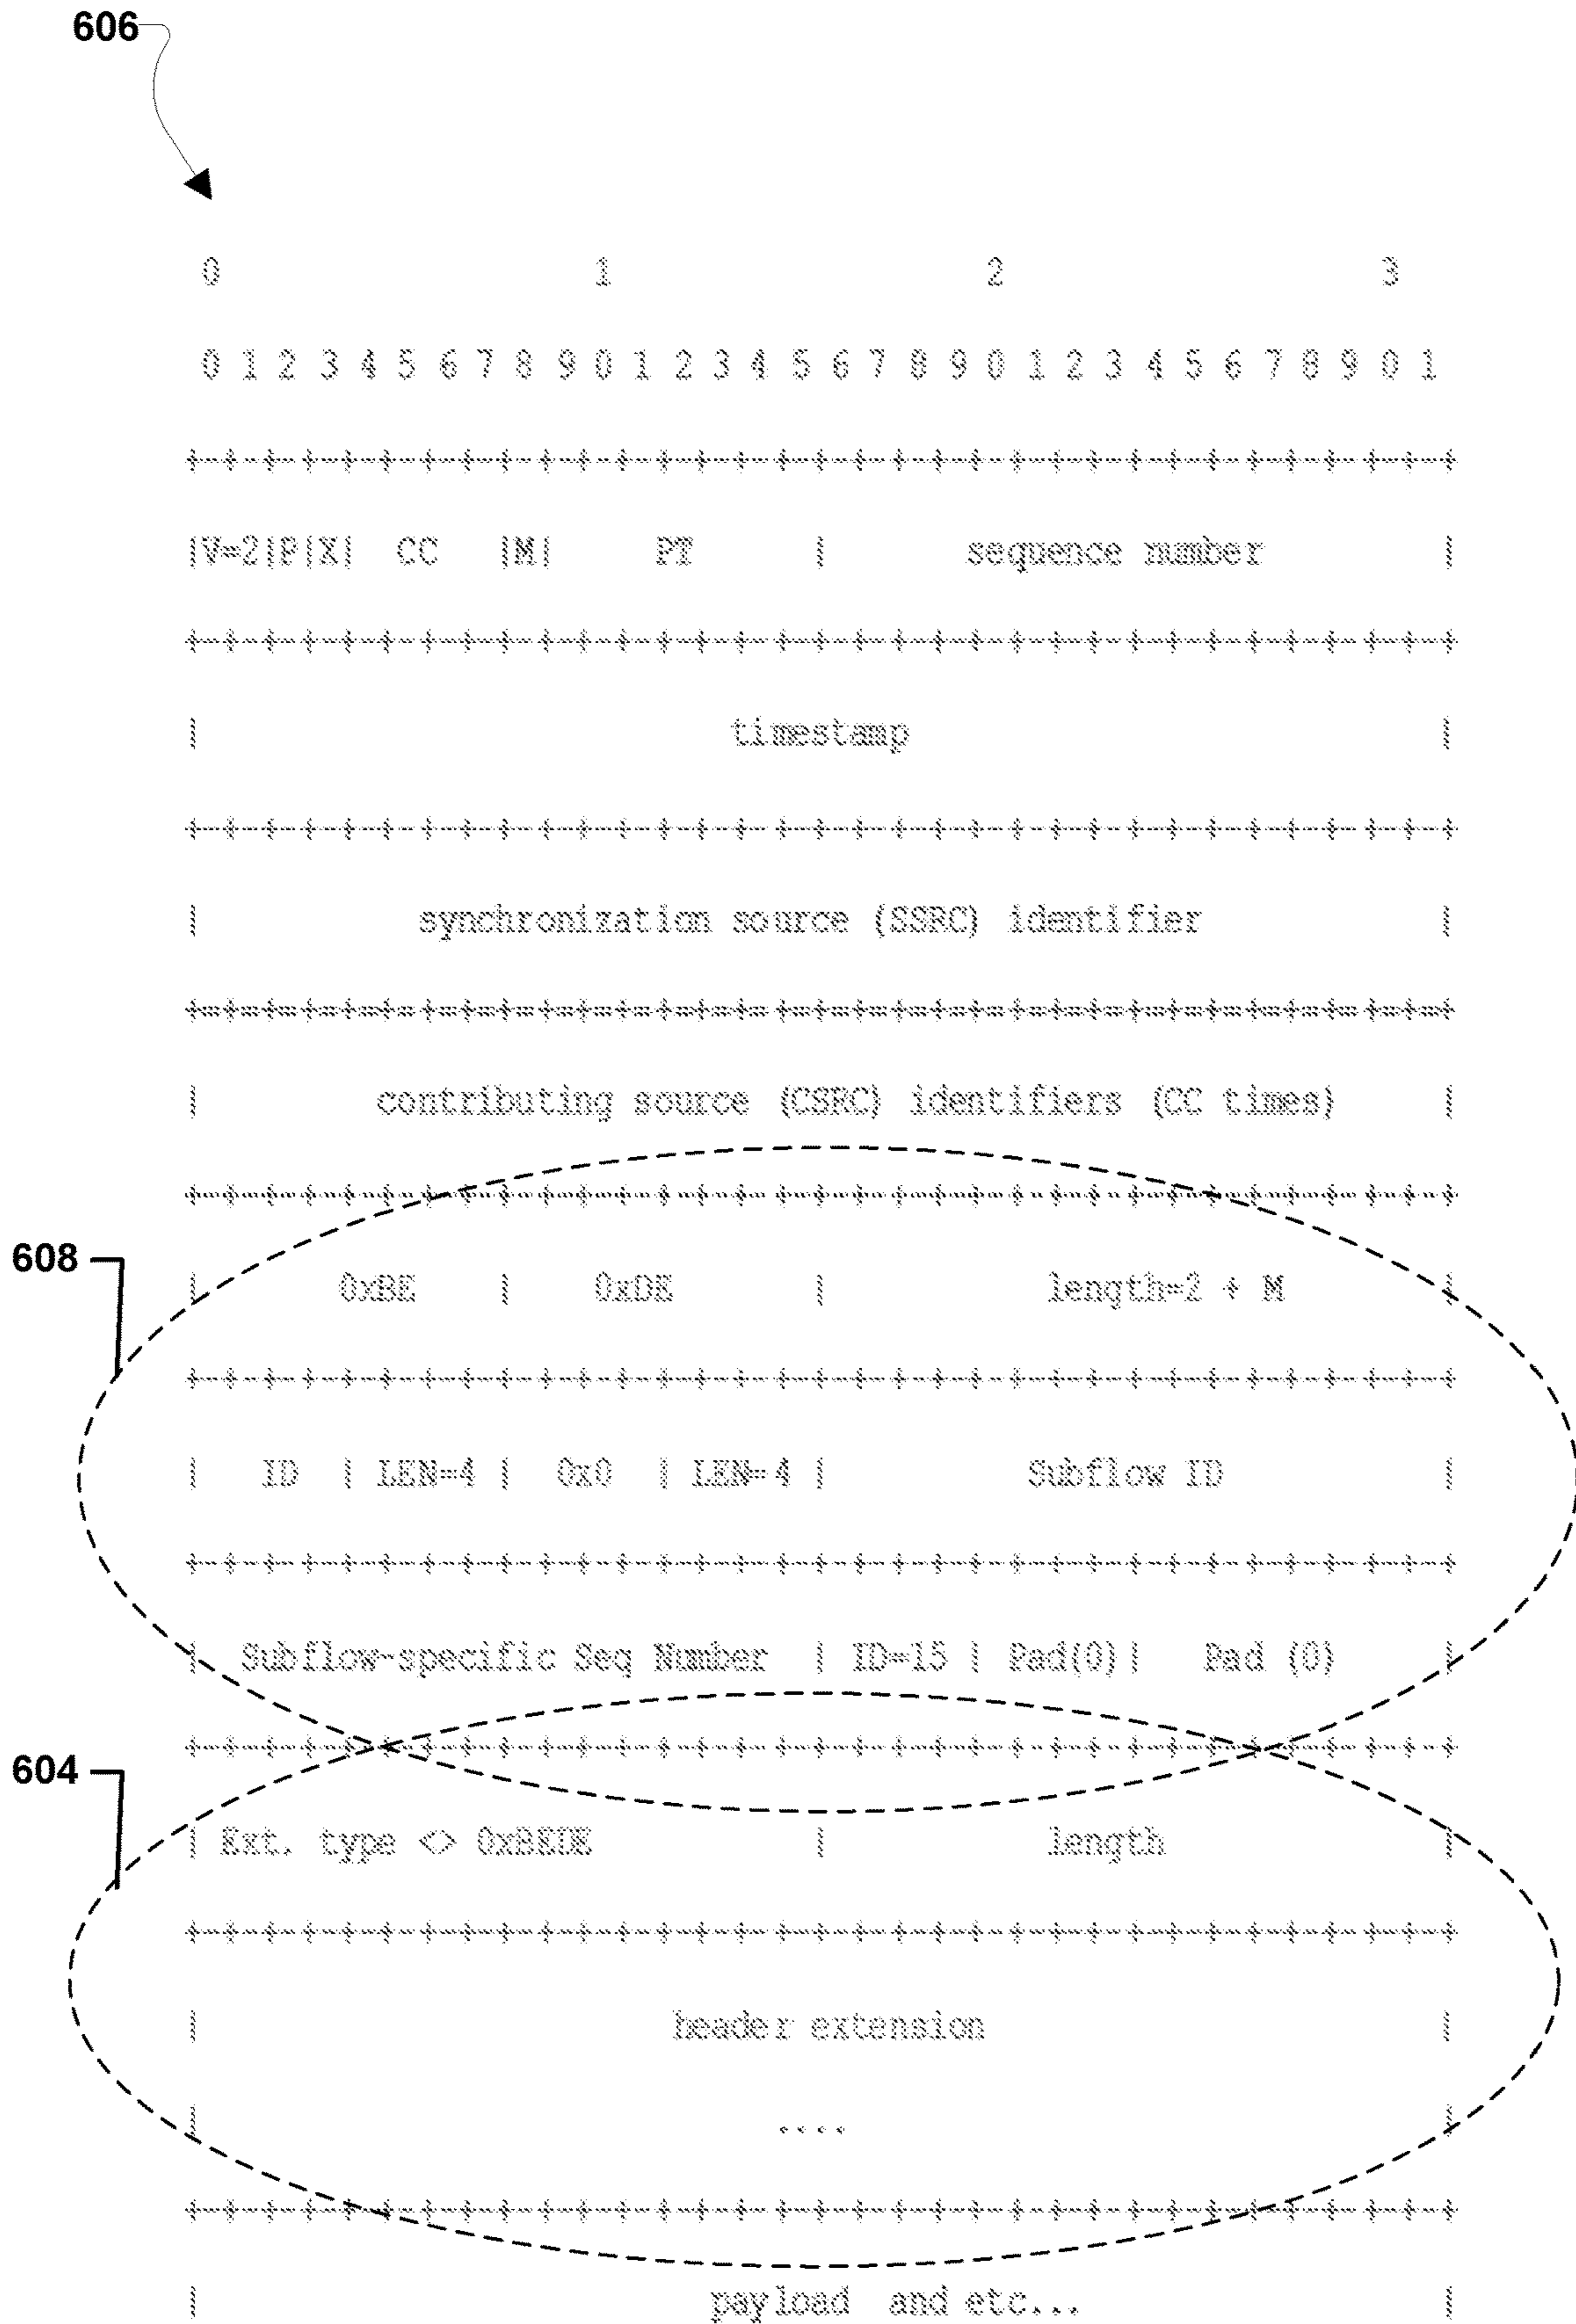 606
0 1 2 3
0 1 2 3 4 5 6 7 8 9 0 1 2 3 4 5 6 7 8 9 0 1 2 3 4 5 6 7 8 9 0 1
+-+-+-+-+-+-+-+-+-+-+-+-+-+-+-+-+-+-+-+-+-+-+-+-+-+-+-+-+-+-+-+-+
|V=2|P|X| CC |M| PT | sequence number |
+-+-+-+-+-+-+-+-+-+-+-+-+-+-+-+-+-+-+-+-+-+-+-+-+-+-+-+-+-+-+-+-+
| timestamp |
+-+-+-+-+-+-+-+-+-+-+-+-+-+-+-+-+-+-+-+-+-+-+-+-+-+-+-+-+-+-+-+-+
| synchronization source (SSRC) identifier |
+=+=+=+=+=+=+=+=+=+=+=+=+=+=+=+=+=+=+=+=+=+=+=+=+=+=+=+=+=+=+=+=+
| contributing source (CSRC) identifiers (CC times) |
+-+-+-+-+-+-+-+-+-+-+-+-+-+-+-+-+-+-+-+-+-+-+-+-+-+-+-+-+-+-+-+-+
608
| 0xBE | 0xDE | length=2 + M |
+-+-+-+-+-+-+-+-+-+-+-+-+-+-+-+-+-+-+-+-+-+-+-+-+-+-+-+-+-+-+-+-+
| ID | LEN=4 | 0x0 | LEN=4 | Subflow ID |
+-+-+-+-+-+-+-+-+-+-+-+-+-+-+-+-+-+-+-+-+-+-+-+-+-+-+-+-+-+-+-+-+
| Subflow-specific Seq Number | ID=15 | Pad(0)| Pad (0) |
+-+-+-+-+-+-+-+-+-+-+-+-+-+-+-+-+-+-+-+-+-+-+-+-+-+-+-+-+-+-+-+-+
604
| Ext. type <> 0xBEDE | length |
+-+-+-+-+-+-+-+-+-+-+-+-+-+-+-+-+-+-+-+-+-+-+-+-+-+-+-+-+-+-+-+-+
| header extension |
| .... |
+-+-+-+-+-+-+-+-+-+-+-+-+-+-+-+-+-+-+-+-+-+-+-+-+-+-+-+-+-+-+-+-+
| payload and etc... |